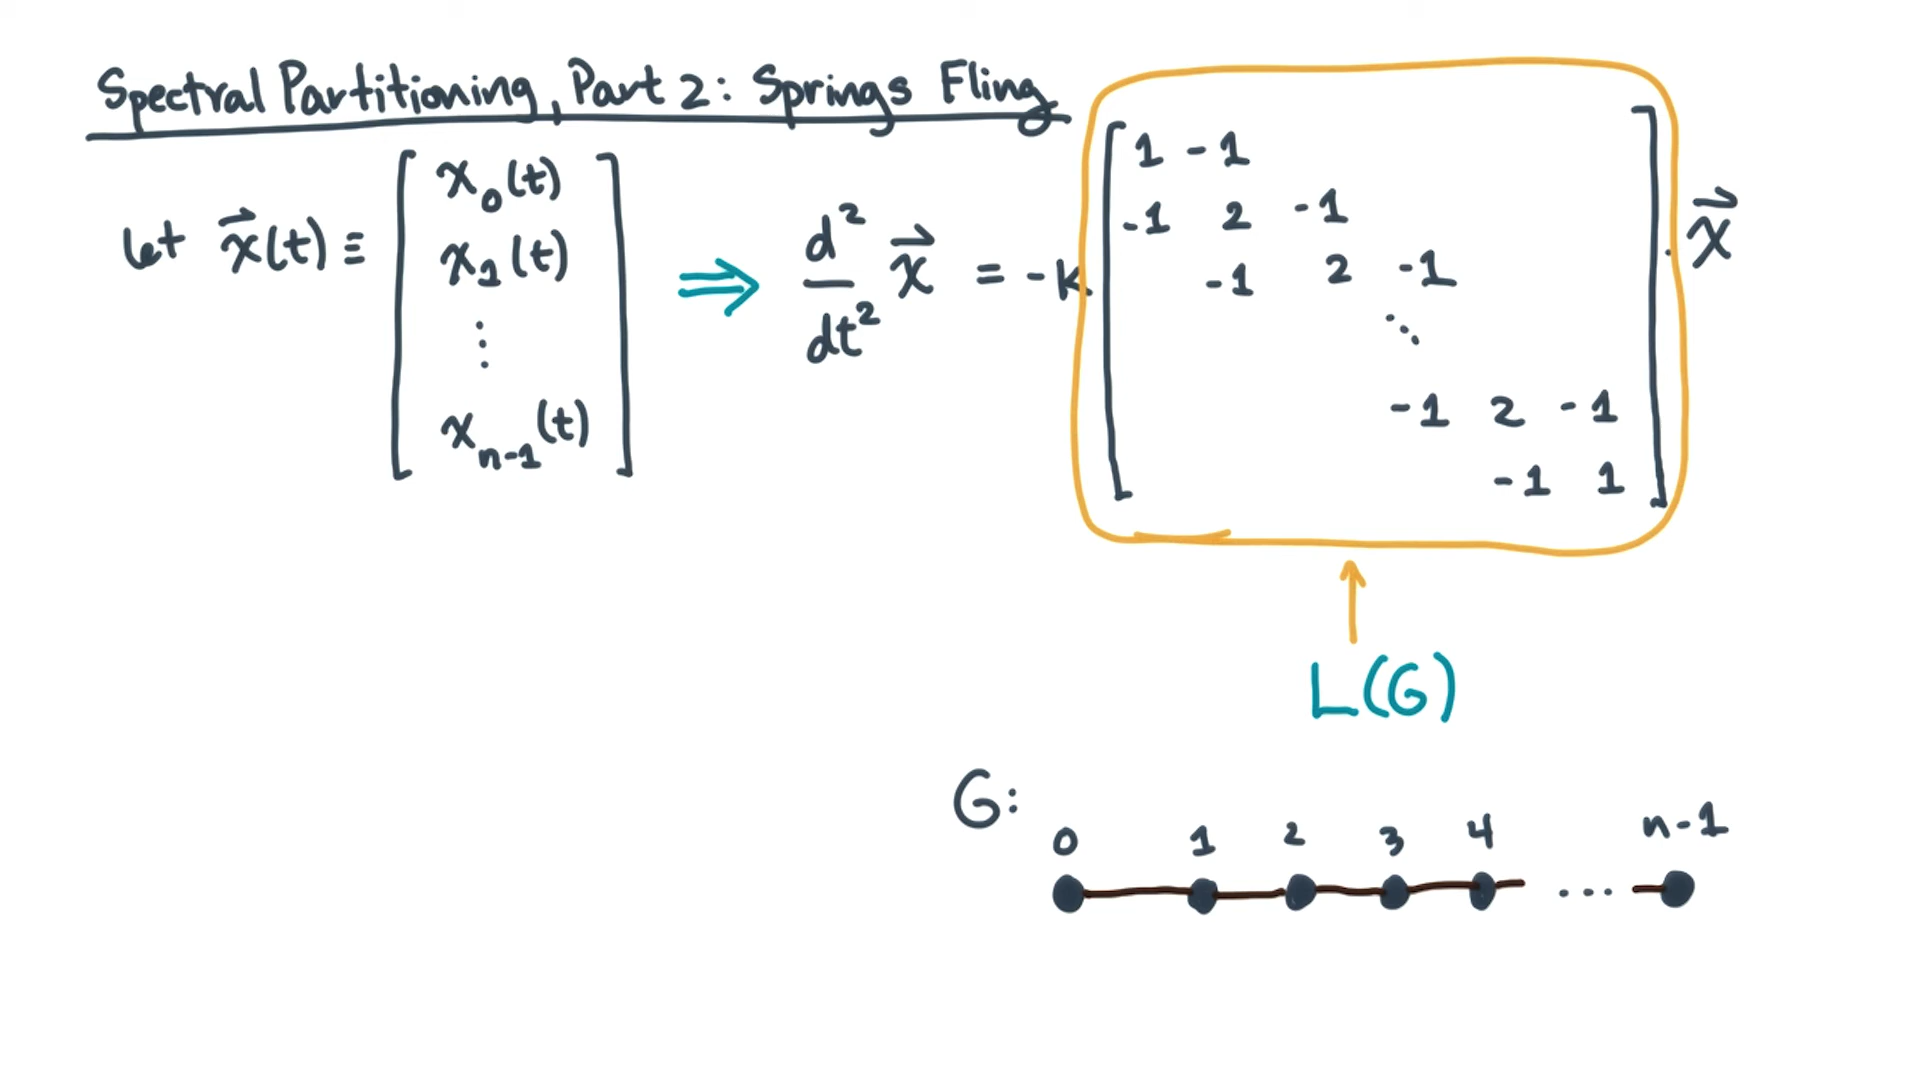 Spectral Partitioning, Part 2: Springs Fling
let x⃗(t) ≡ [ x₀(t)
x₁(t)
⋮
xₙ₋₁(t) ]
⇒ d²/dt² x⃗ = -k
[ 1 -1
-1 2 -1
-1 2 -1
⋱
-1 2 -1
-1 1 ] · x⃗
L(G)
G:
0 1 2 3 4 n-1
...